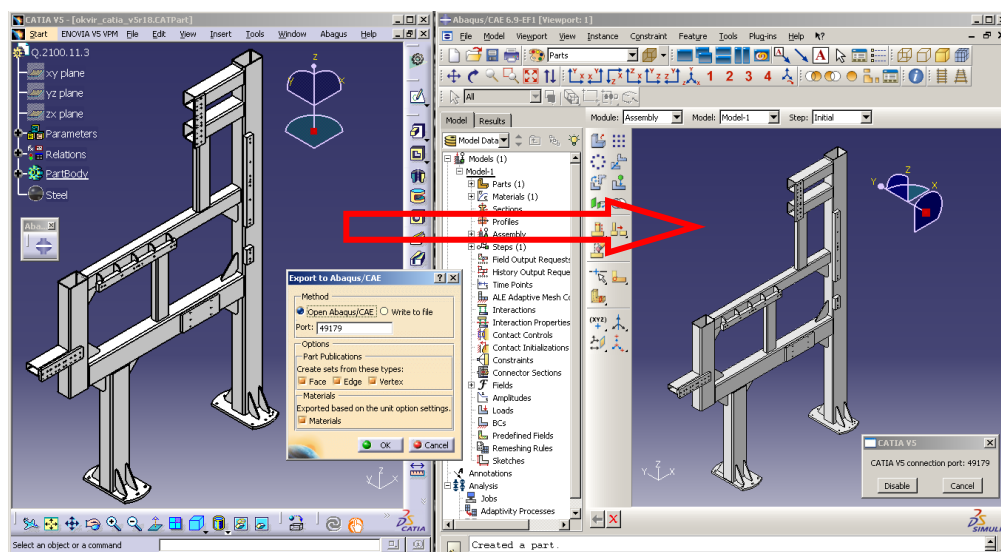 CATIA V5 - [okvir_catia_v5r18.CATPart]
Start ENOVIA V5 VPM File Edit View Insert Tools Window Abaqus Help
Q.2100.11.3
xy plane
yz plane
zx plane
Parameters
Relations
PartBody
Steel
Aba..
z
Export to Abaqus/CAE
Method
Open Abaqus/CAE Write to file
Port: 49179
Options
Part Publications
Create sets from these types:
Face Edge Vertex
Materials
Exported based on the unit option settings.
Materials
OK Cancel
z
x
CATIA
Select an object or a command
Abaqus/CAE 6.9-EF1 [Viewport: 1]
File Model Viewport View Instance Constraint Feature Tools Plug-ins Help
Parts
1 2 3 4
All
Model Results
Module: Assembly Model: Model-1 Step: Initial
Model Data
Models (1)
Model-1
Parts (1)
Materials (1)
Sections
Profiles
Assembly
Steps (1)
Field Output Requests
History Output Reque
Time Points
ALE Adaptive Mesh Co
Interactions
Interaction Properties
Contact Controls
Contact Initializations
Constraints
Connector Sections
Fields
Amplitudes
Loads
BCs
Predefined Fields
Remeshing Rules
Sketches
Annotations
Analysis
Jobs
Adaptivity Processes
(XYZ)
Z
Y
X
Z
Y
X
CATIA V5
CATIA V5 connection port: 49179
Disable Cancel
SIMULI
Created a part.